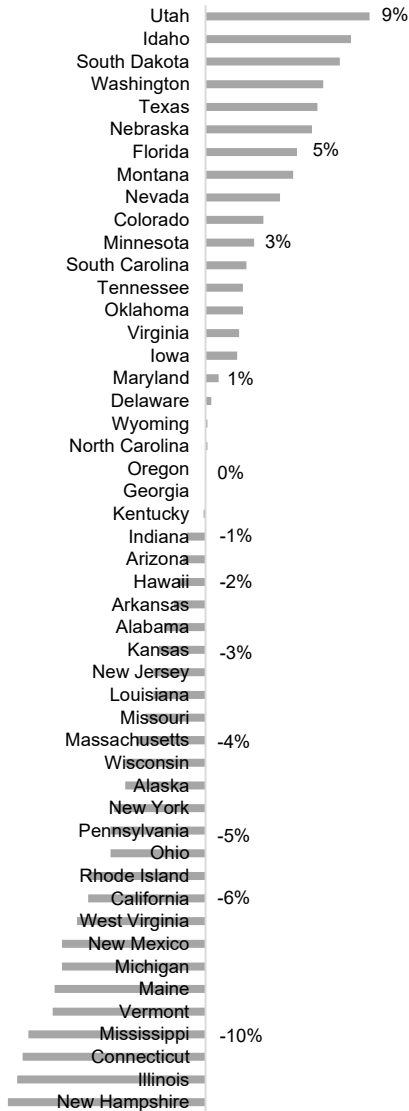 Utah 9%
Idaho
South Dakota
Washington
Texas
Nebraska
Florida 5%
Montana
Nevada
Colorado
Minnesota 3%
South Carolina
Tennessee
Oklahoma
Virginia
Iowa
Maryland 1%
Delaware
Wyoming
North Carolina
Oregon 0%
Georgia
Kentucky
Indiana -1%
Arizona
Hawaii -2%
Arkansas
Alabama
Kansas -3%
New Jersey
Louisiana
Missouri
Massachusetts -4%
Wisconsin
Alaska
New York
Pennsylvania -5%
Ohio
Rhode Island
California -6%
West Virginia
New Mexico
Michigan
Maine
Vermont
Mississippi -10%
Connecticut
Illinois
New Hampshire